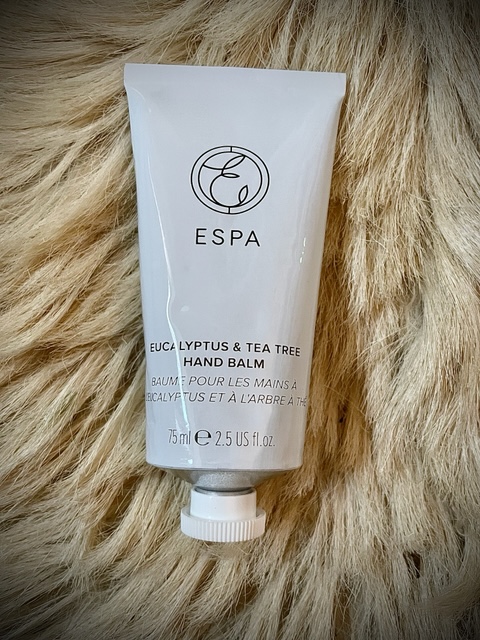 ESPA
EUCALYPTUS & TEA TREE
HAND BALM
BAUME POUR LES MAINS À
EUCALYPTUS ET À L'ARBRE À THÉ
75 ml ℮ 2.5 US fl.oz.